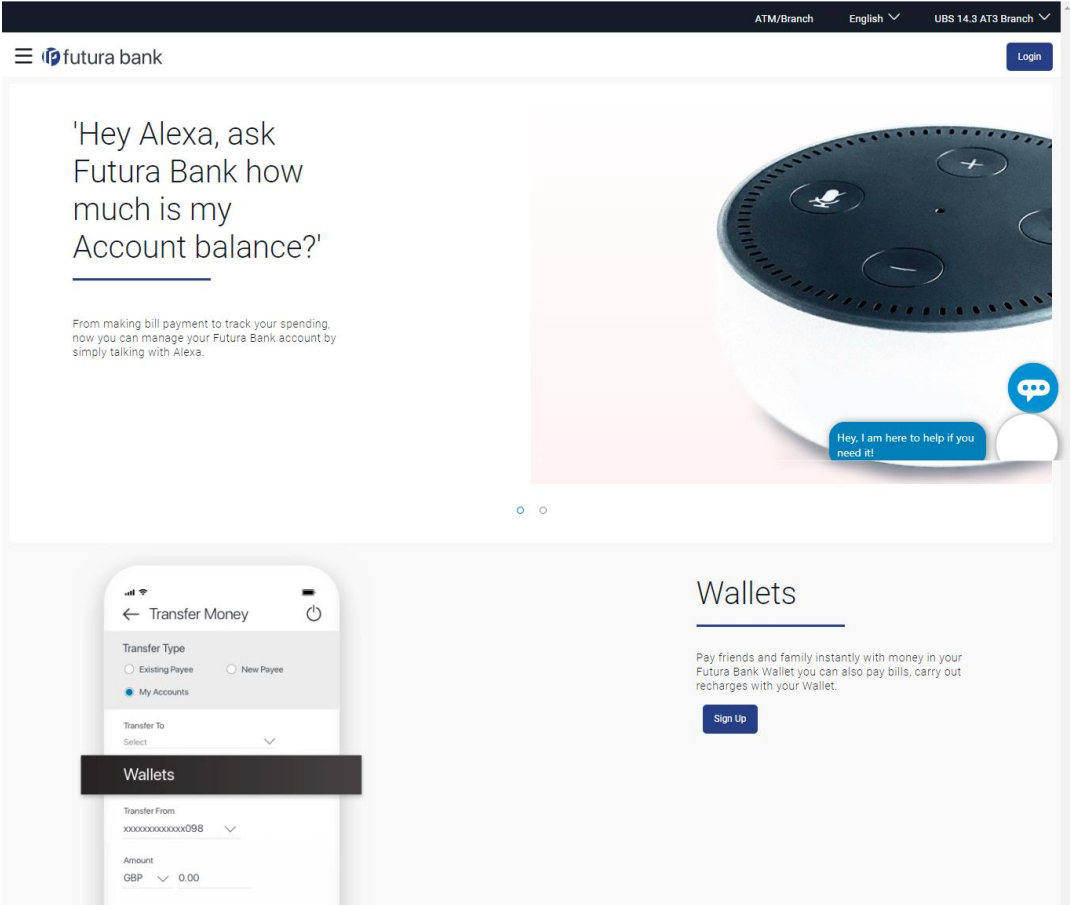 ATM/Branch English UBS 14.3 AT3 Branch
futura bank
Login
'Hey Alexa, ask
Futura Bank how
much is my
Account balance?'
From making bill payment to track your spending,
now you can manage your Futura Bank account by
simply talking with Alexa.
Hey, I am here to help if you
need it!
Transfer Money
Transfer Type
Existing Payee New Payee
My Accounts
Transfer To
Select
Wallets
Transfer From
xxxxxxxxxxxxx098
Amount
GBP 0.00
Wallets
Pay friends and family instantly with money in your
Futura Bank Wallet you can also pay bills, carry out
recharges with your Wallet.
Sign Up